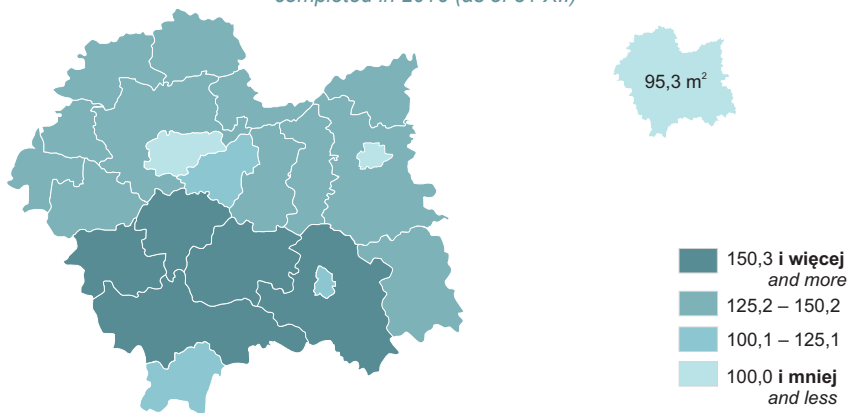 95,3 m²
150,3 i więcej
and more
125,2 – 150,2
100,1 – 125,1
100,0 i mniej
and less